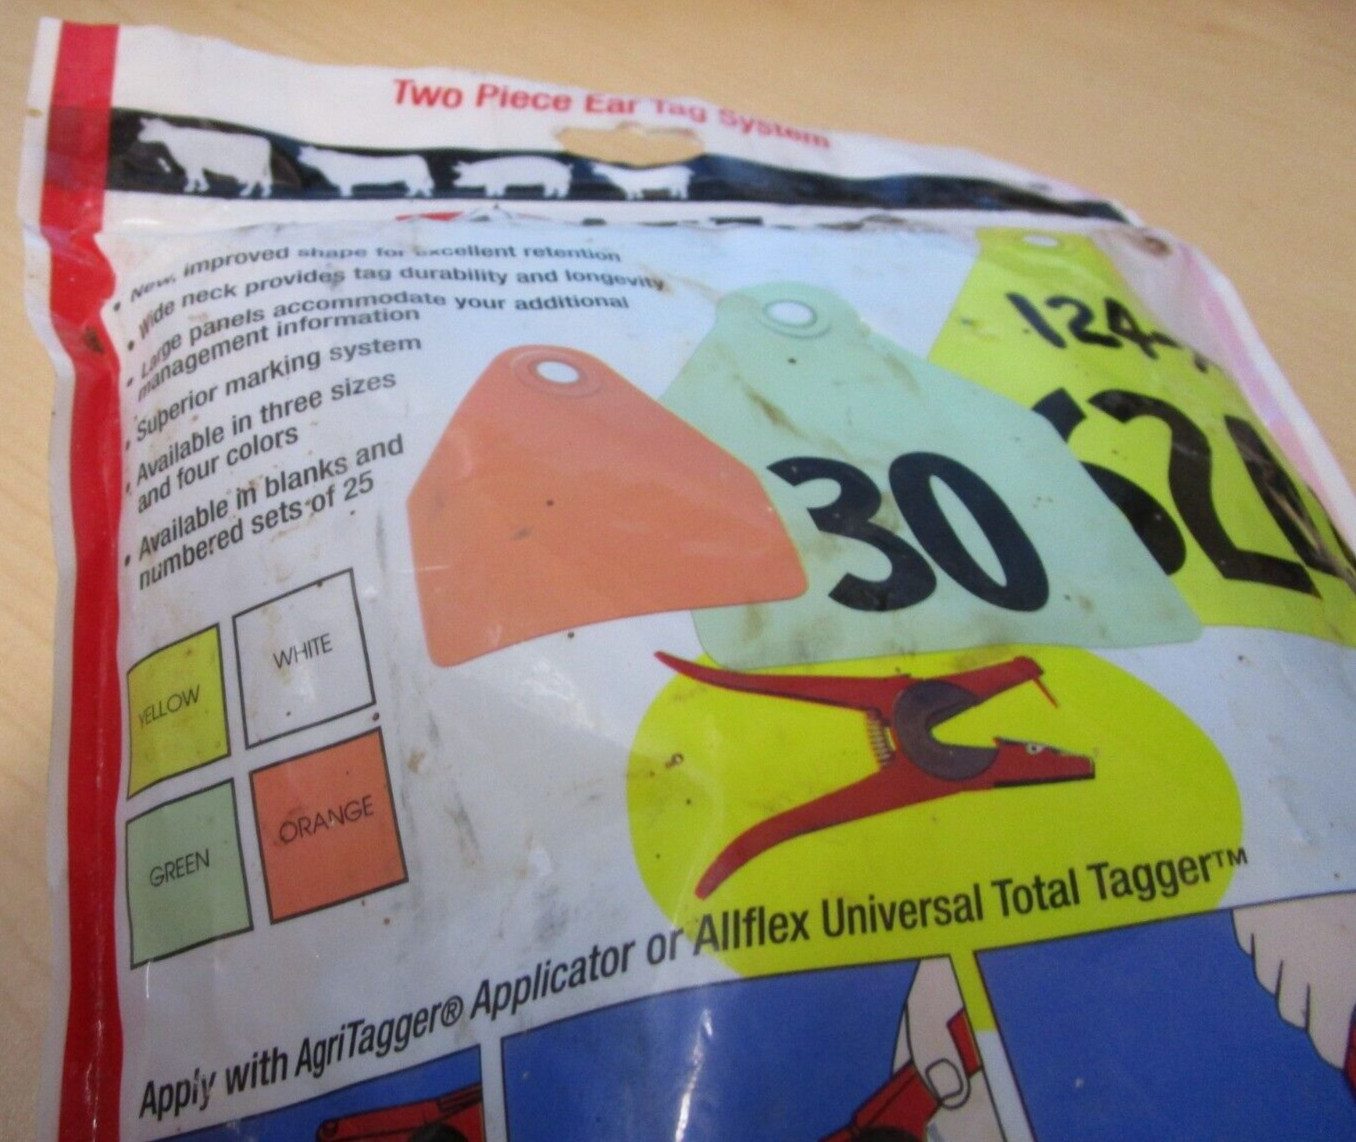 Two Piece Ear Tag System
• New, improved shape for excellent retention
• Wide neck provides tag durability and longevity
• Large panels accommodate your additional
management information
• Superior marking system
• Available in three sizes
and four colors
• Available in blanks and
numbered sets of 25
30
YELLOW
WHITE
GREEN
ORANGE
Apply with AgriTagger® Applicator or Allflex Universal Total Tagger™